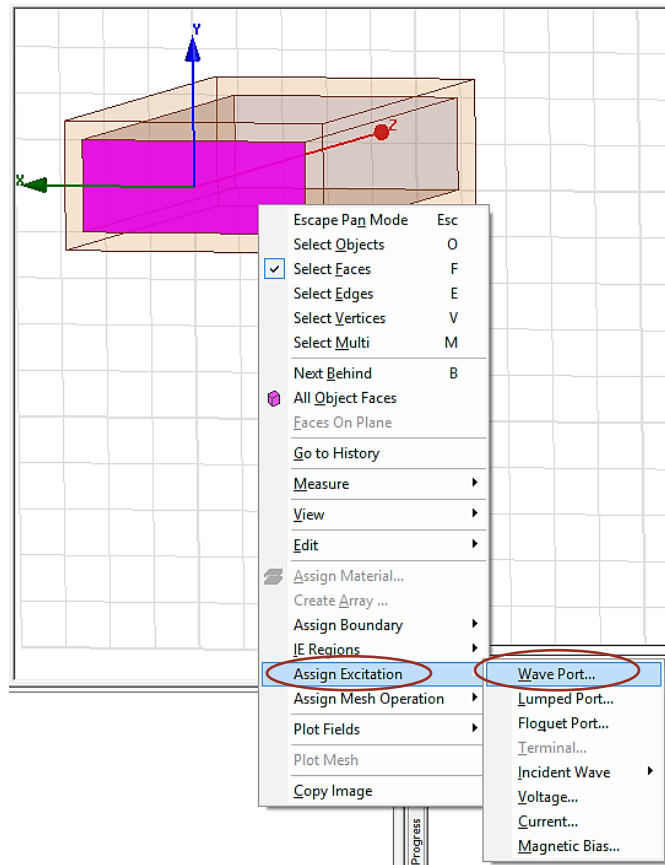 Y
Z
X
Escape Pan Mode Esc
Select Objects O
Select Faces F
Select Edges E
Select Vertices V
Select Multi M
Next Behind B
All Object Faces
Faces On Plane
Go to History
Measure
View
Edit
Assign Material...
Create Array ...
Assign Boundary
IE Regions
Assign Excitation
Assign Mesh Operation
Plot Fields
Plot Mesh
Copy Image
Wave Port...
Lumped Port...
Floquet Port...
Terminal...
Incident Wave
Voltage...
Current...
Magnetic Bias...
Progress